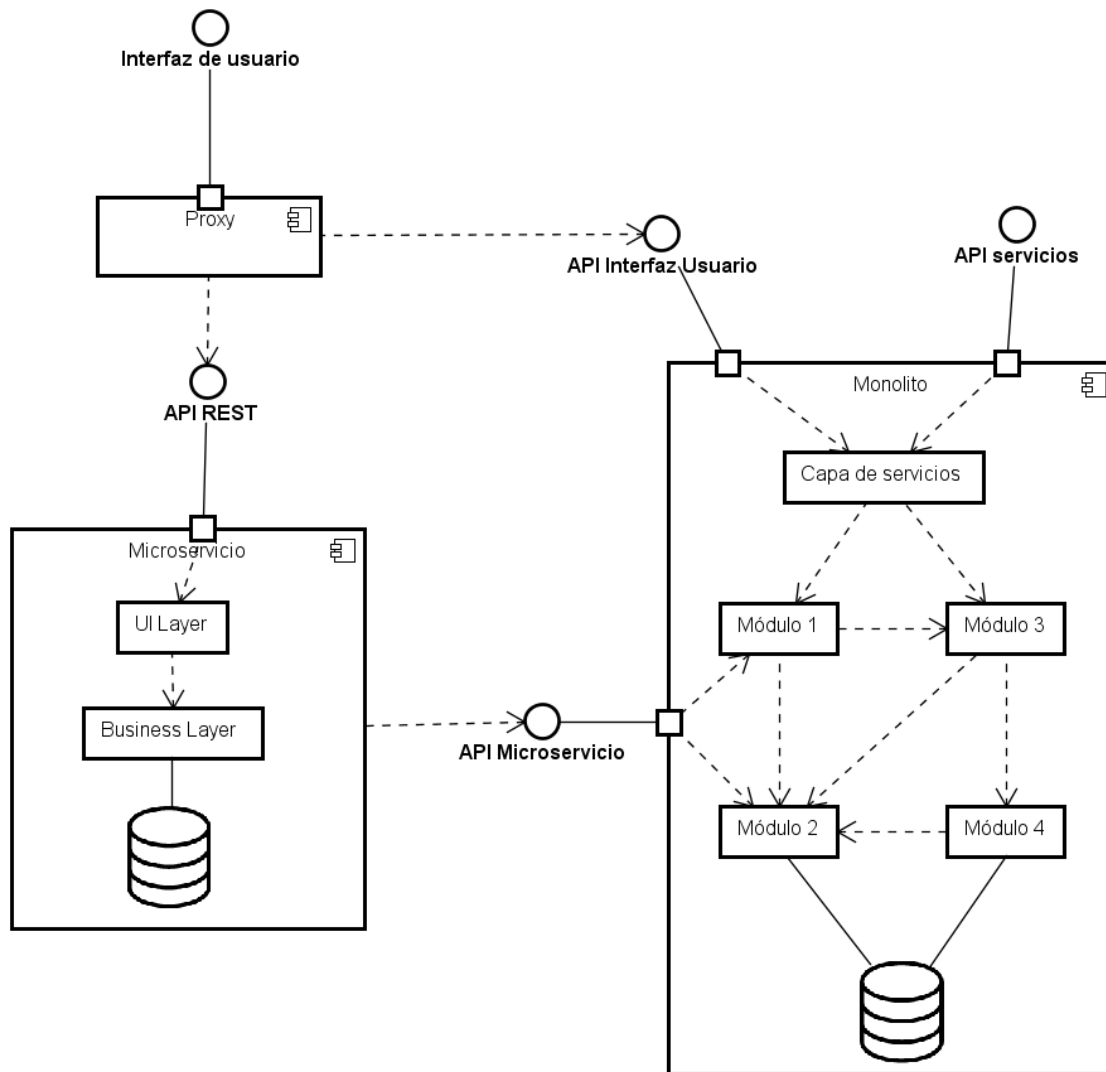 Interfaz de usuario
Proxy
API Interfaz Usuario
API servicios
API REST
Monolito
Capa de servicios
Microservicio
UI Layer
Módulo 1
Módulo 3
Business Layer
API Microservicio
Módulo 2
Módulo 4